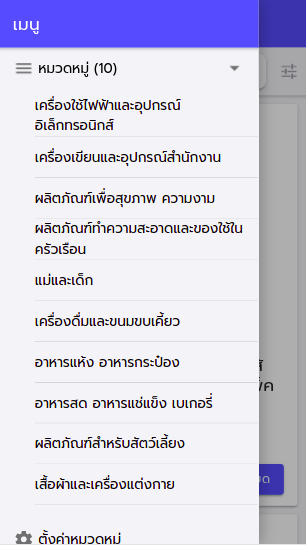 เมนู
หมวดหมู่ (10)
เครื่องใช้ไฟฟ้าและอุปกรณ์
อิเล็กทรอนิกส์
เครื่องเขียนและอุปกรณ์สำนักงาน
ผลิตภัณฑ์เพื่อสุขภาพ ความงาม
ผลิตภัณฑ์ทำความสะอาดและของใช้ใน
ครัวเรือน
แม่และเด็ก
เครื่องดื่มและขนมขบเคี้ยว
อาหารแห้ง อาหารกระป๋อง
อาหารสด อาหารแช่แข็ง เบเกอรี่
ผลิตภัณฑ์สำหรับสัตว์เลี้ยง
เสื้อผ้าและเครื่องแต่งกาย
ตั้งค่าหมวดหมู่